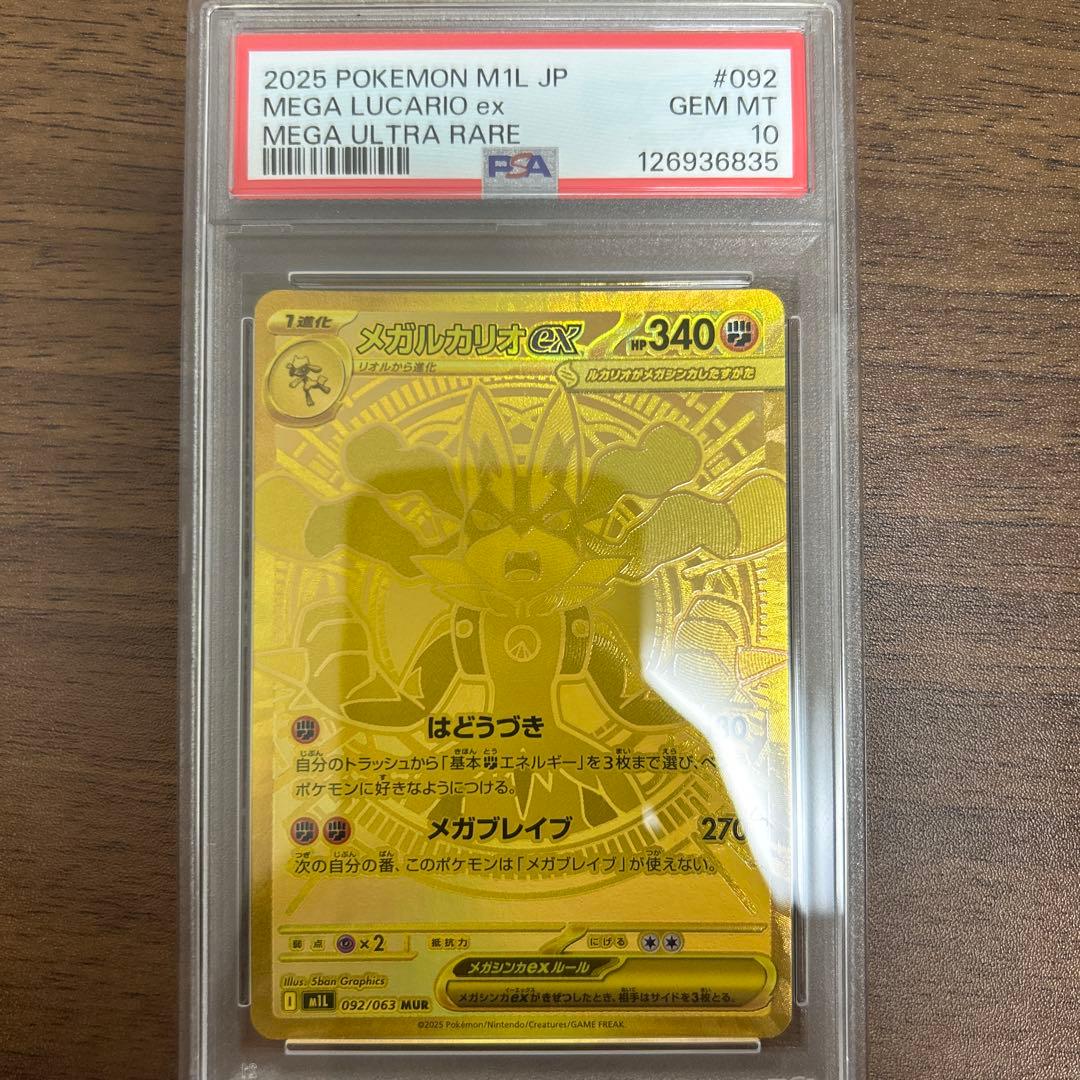 2025 POKEMON M1L JP #092
MEGA LUCARIO ex GEM MT
MEGA ULTRA RARE 10
PSA 126936835
1進化 メガルカリオex HP 340
リオルから進化 ルカリオがメガシンカしたすがた
はどうづき
自分のトラッシュから「基本エネルギー」を3枚まで選び、ベ
ポケモンに好きなようにつける。
メガブレイブ 270
次の自分の番、このポケモンは「メガブレイブ」が使えない。
弱点 ×2 抵抗力 にげる
メガシンカexルール
Illus. 5ban Graphics
メガシンカexがきぜつしたとき、相手はサイドを3枚とる。
M1L 092/063 MUR
©2025 Pokémon/Nintendo/Creatures/GAME FREAK.